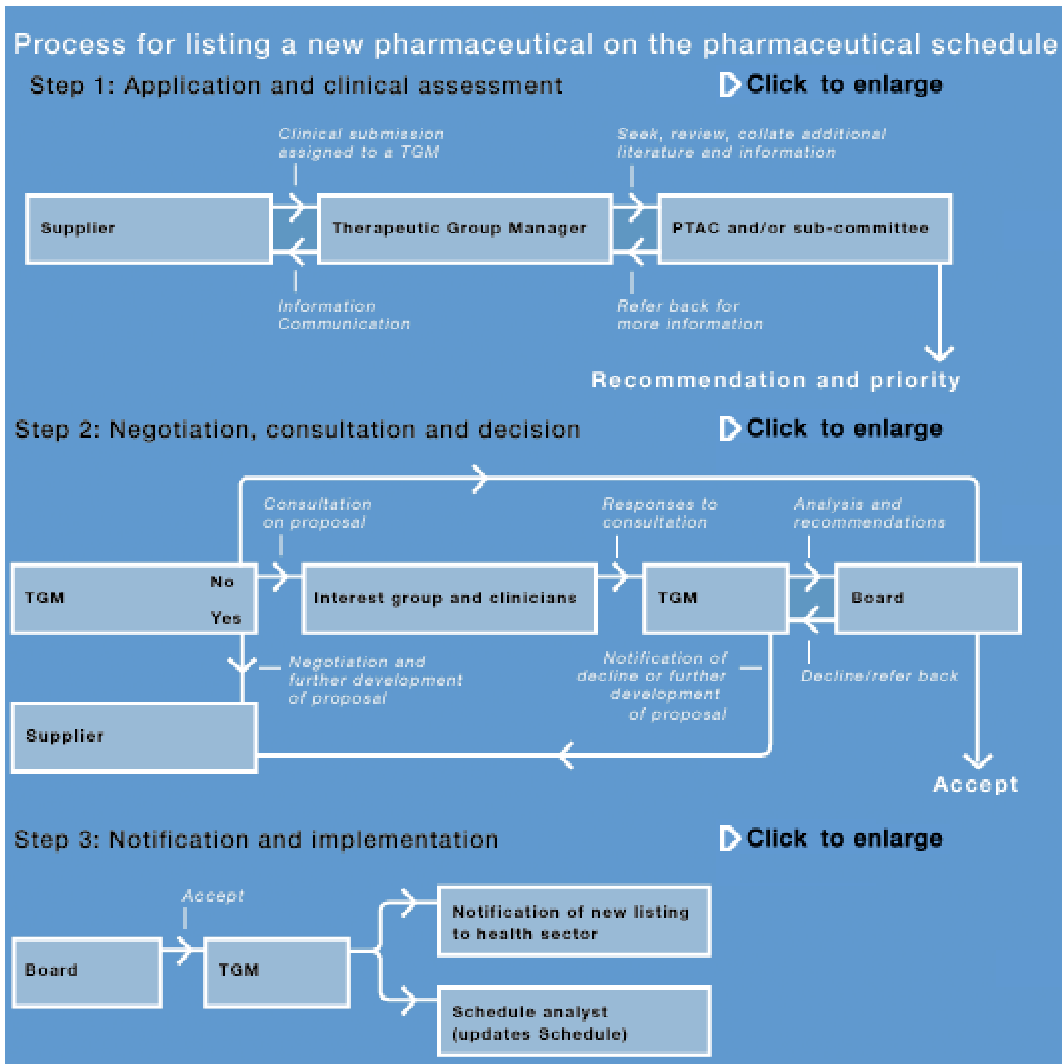 Process for listing a new pharmaceutical on the pharmaceutical schedule
Step 1: Application and clinical assessment
Click to enlarge
Clinical submission
assigned to a TGM
Seek, review, collate additional
literature and information
Supplier
Therapeutic Group Manager
PTAC and/or sub-committee
Information
Communication
Refer back for
more information
Recommendation and priority
Step 2: Negotiation, consultation and decision
Click to enlarge
Consultation
on proposal
Responses to
consultation
Analysis and
recommendations
TGM
No
Yes
Interest group and clinicians
TGM
Board
Negotiation and
further development
of proposal
Notification of
decline or further
development
of proposal
Decline/refer back
Supplier
Accept
Step 3: Notification and implementation
Click to enlarge
Accept
Board
TGM
Notification of new listing
to health sector
Schedule analyst
(updates Schedule)